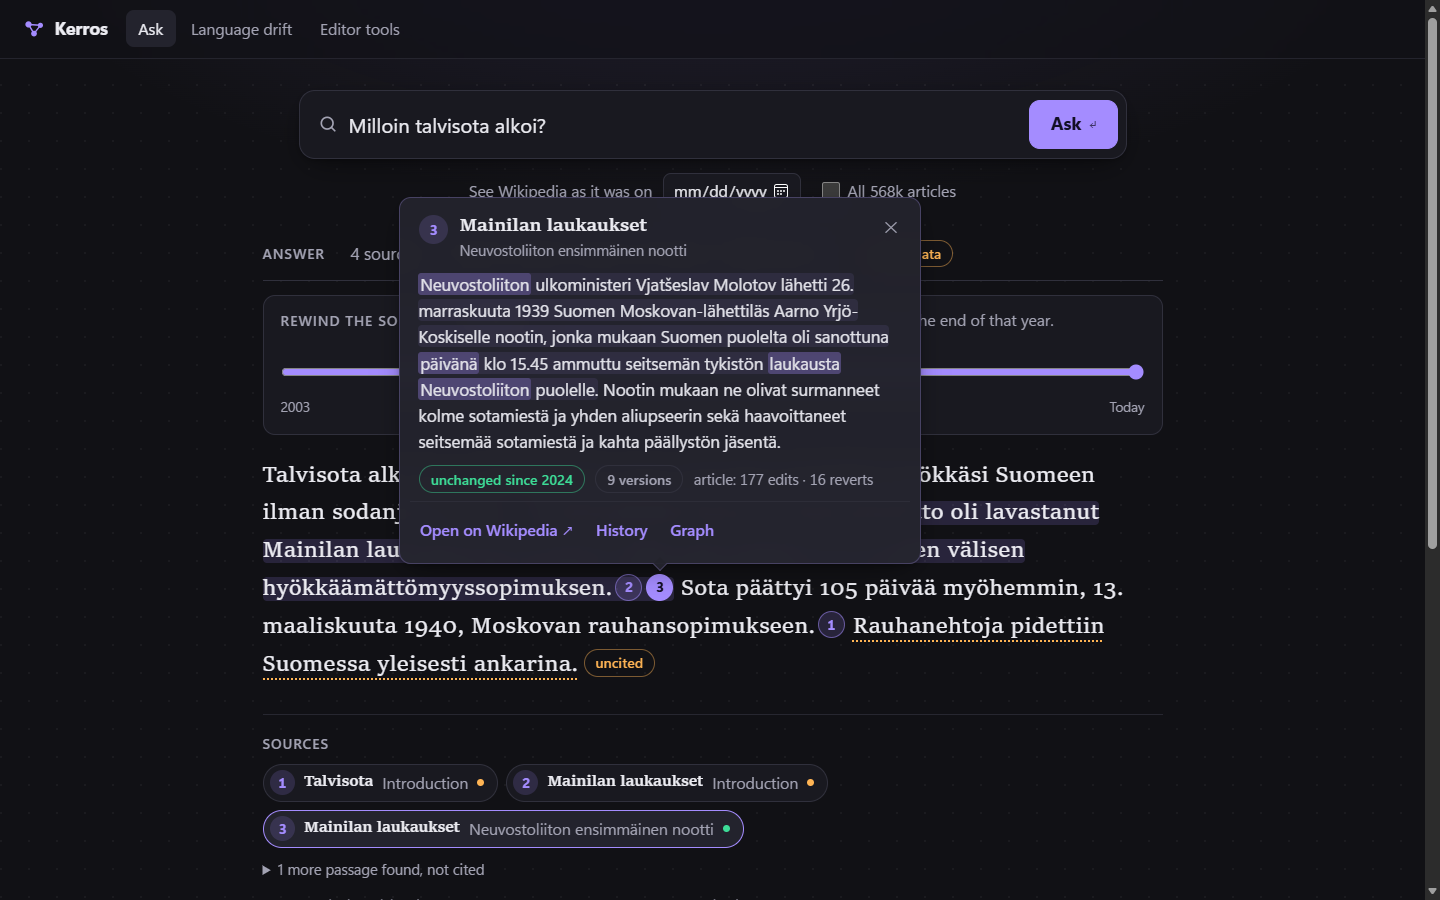 Kerros
Ask
Language drift
Editor tools
Milloin talvisota alkoi?
Ask
See Wikipedia as it was on
mm/dd/yyyy
All 568k articles
ANSWER
4
ata
3
Mainilan laukaukset
Neuvostoliiton ensimmäinen nootti
Neuvostoliiton ulkoministeri Vjatšeslav Molotov lähetti 26.
marraskuuta 1939 Suomen Moskovan-lähettiläs Aarno Yrjö-
Koskiselle nootin, jonka mukaan Suomen puolelta oli sanottuna
päivänä klo 15.45 ammuttu seitsemän tykistön laukausta
Neuvostoliiton puolelle. Nootin mukaan ne olivat surmanneet
kolme sotamiestä ja yhden aliupseerin sekä haavoittaneet
seitsemää sotamiestä ja kahta päällystön jäsentä.
unchanged since 2024
9 versions
article: 177 edits · 16 reverts
Open on Wikipedia ↗
History
Graph
REWIND THE SO
he end of that year.
2003
Today
Talvisota alk
ökkäsi Suomeen
ilman sodanj
to oli lavastanut
Mainilan lau
en välisen
hyökkäämättömyyssopimuksen. 2 3 Sota päättyi 105 päivää myöhemmin, 13.
maaliskuuta 1940, Moskovan rauhansopimukseen. 1 Rauhanehtoja pidettiin
Suomessa yleisesti ankarina. uncited
SOURCES
1 Talvisota Introduction
2 Mainilan laukaukset Introduction
3 Mainilan laukaukset Neuvostoliiton ensimmäinen nootti
1 more passage found, not cited